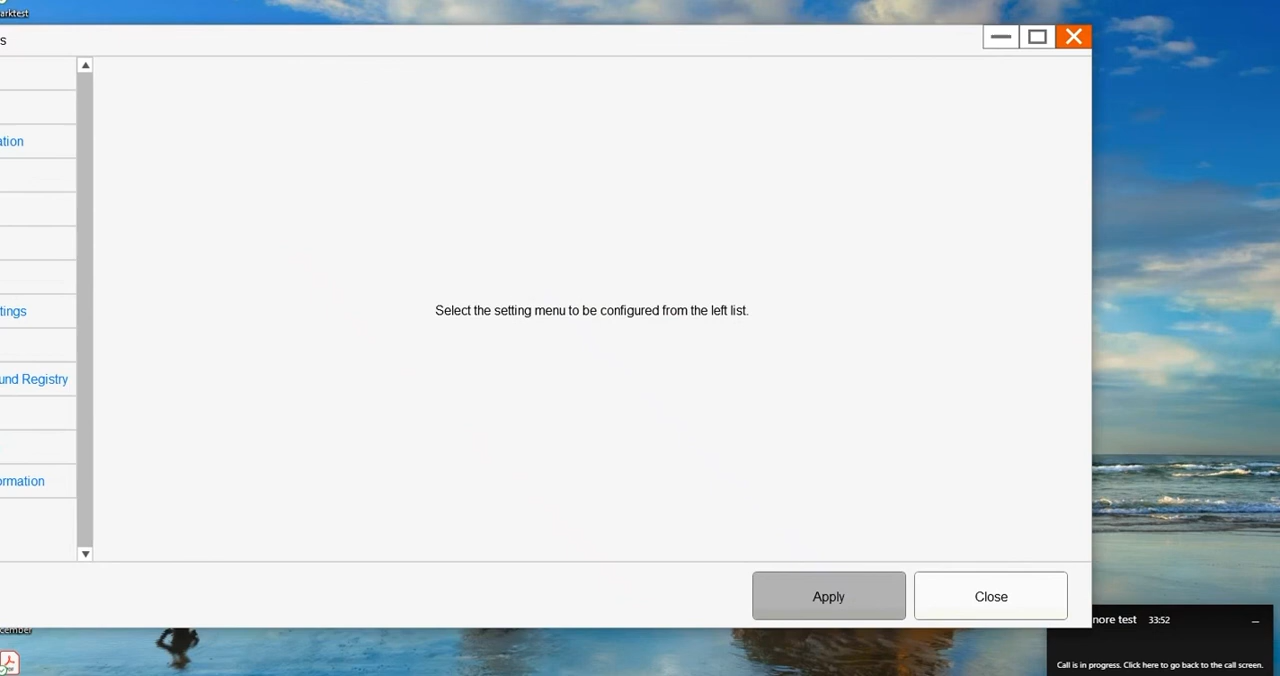 arktest
s
ation
tings
und Registry
ormation
Select the setting menu to be configured from the left list.
Apply
Close
cember
nore test 33:52
Call is in progress. Click here to go back to the call screen.